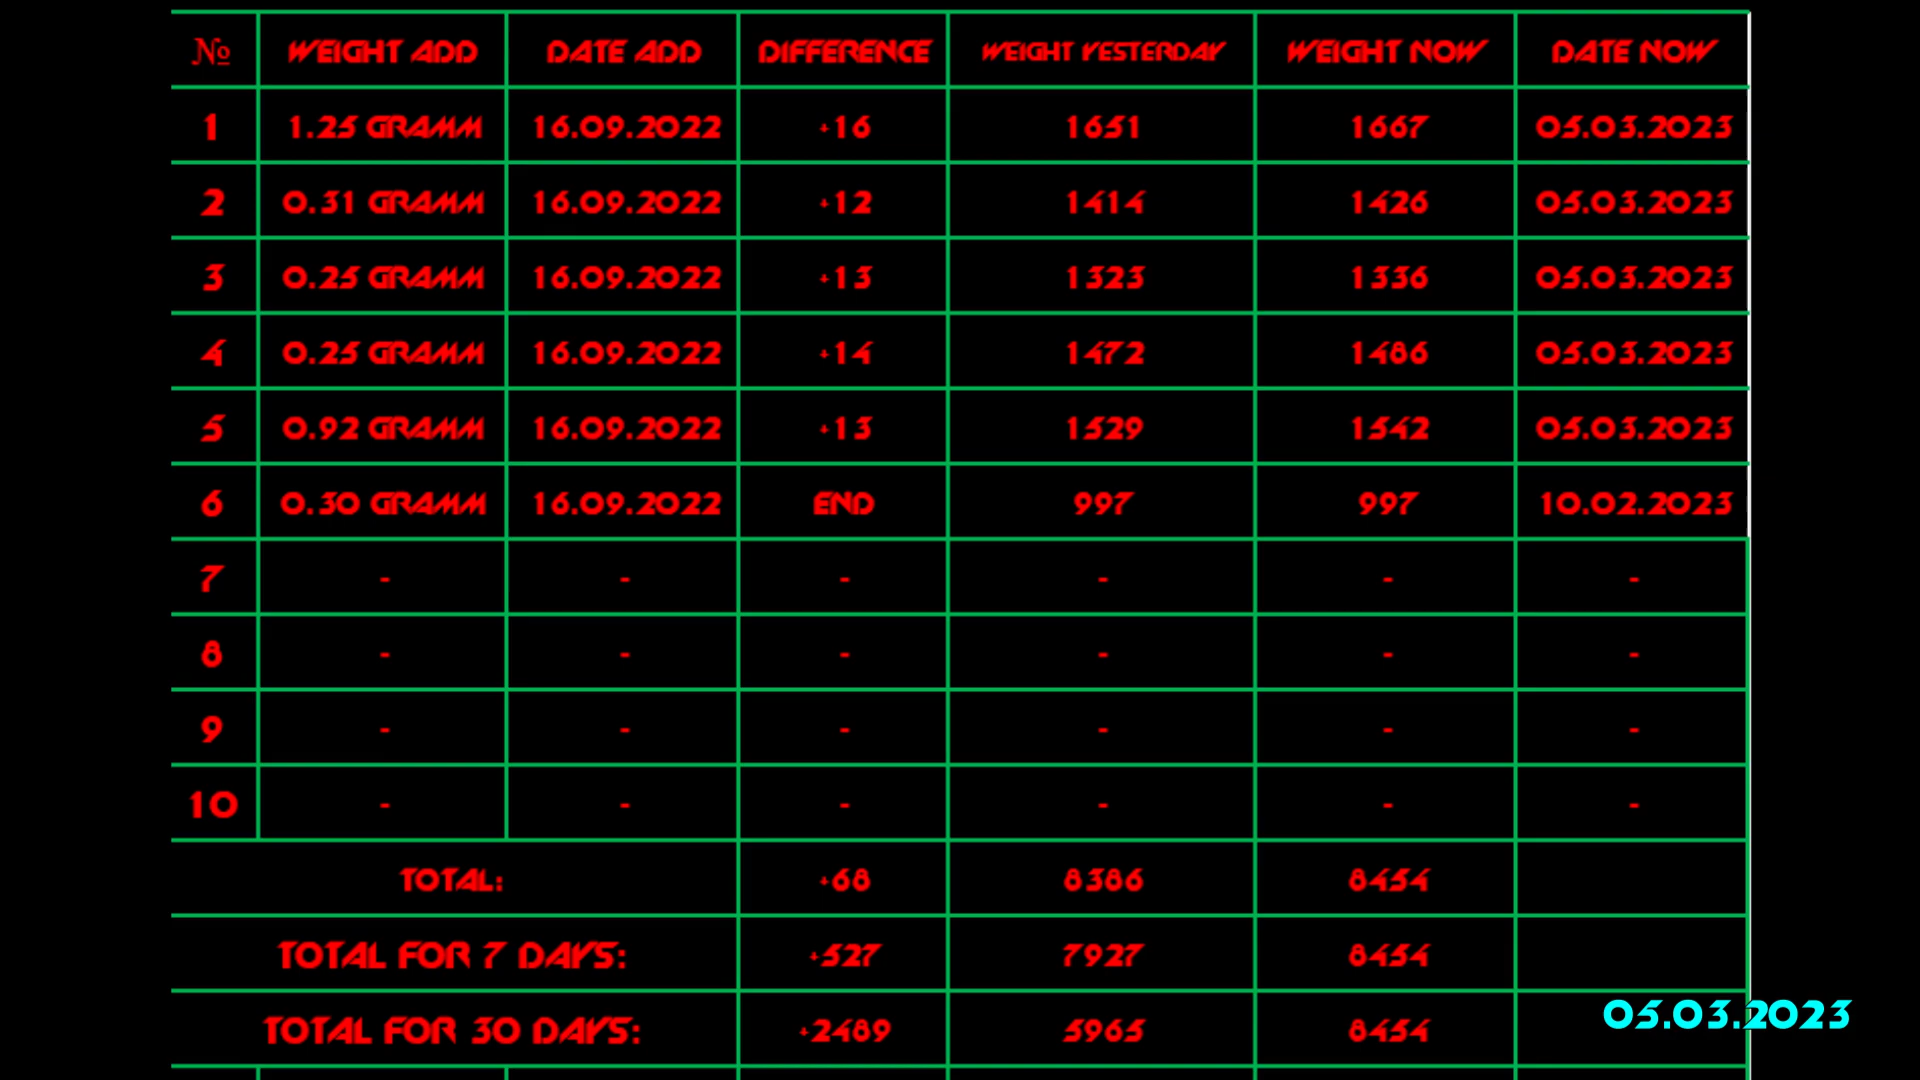 № WEIGHT ADD DATE ADD DIFFERENCE WEIGHT YESTERDAY WEIGHT NOW DATE NOW
1 1.25 GRAMM 16.09.2022 +16 1651 1667 05.03.2023
2 0.31 GRAMM 16.09.2022 +12 1414 1426 05.03.2023
3 0.25 GRAMM 16.09.2022 +13 1323 1336 05.03.2023
4 0.25 GRAMM 16.09.2022 +14 1472 1486 05.03.2023
5 0.92 GRAMM 16.09.2022 +13 1529 1542 05.03.2023
6 0.30 GRAMM 16.09.2022 END 997 997 10.02.2023
7 - - - - - -
8 - - - - - -
9 - - - - - -
10 - - - - - -
TOTAL: +68 8386 8454
TOTAL FOR 7 DAYS: +527 7927 8454
TOTAL FOR 30 DAYS: +2489 5965 8454
05.03.2023